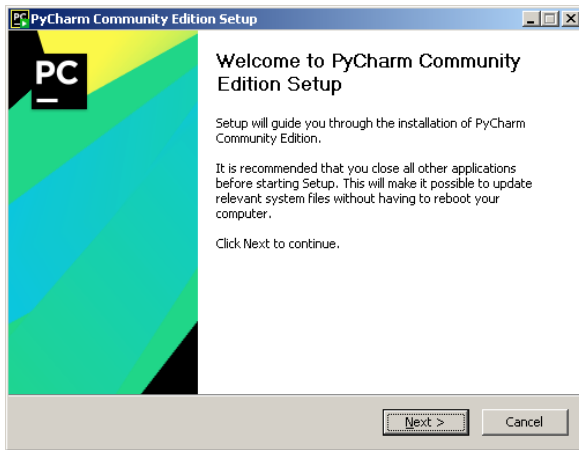 PC PyCharm Community Edition Setup
PC
Welcome to PyCharm Community
Edition Setup
Setup will guide you through the installation of PyCharm
Community Edition.
It is recommended that you close all other applications
before starting Setup. This will make it possible to update
relevant system files without having to reboot your
computer.
Click Next to continue.
Next >
Cancel